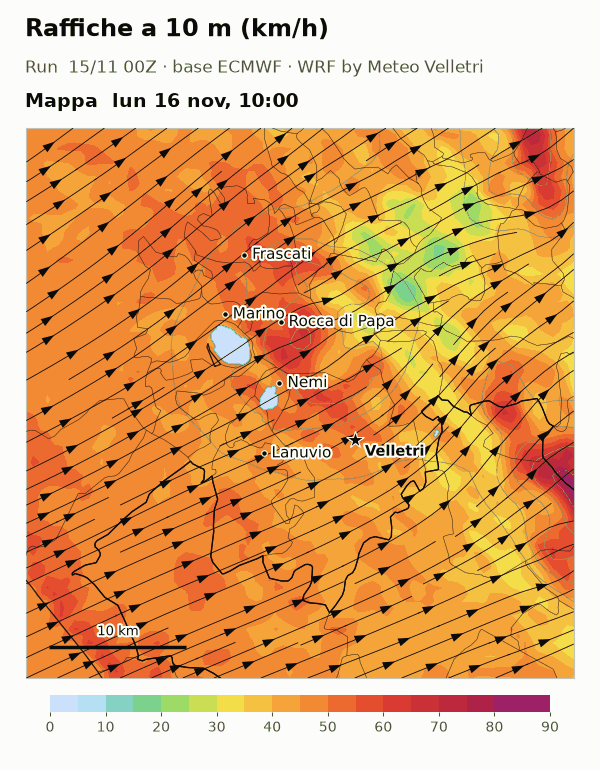 Raffiche a 10 m (km/h)
Run  15/11 00Z · base ECMWF · WRF by Meteo Velletri
Mappa  lun 16 nov, 10:00
Frascati
Marino
Rocca di Papa
Nemi
Velletri
Lanuvio
10 km
0 10 20 30 40 50 60 70 80 90